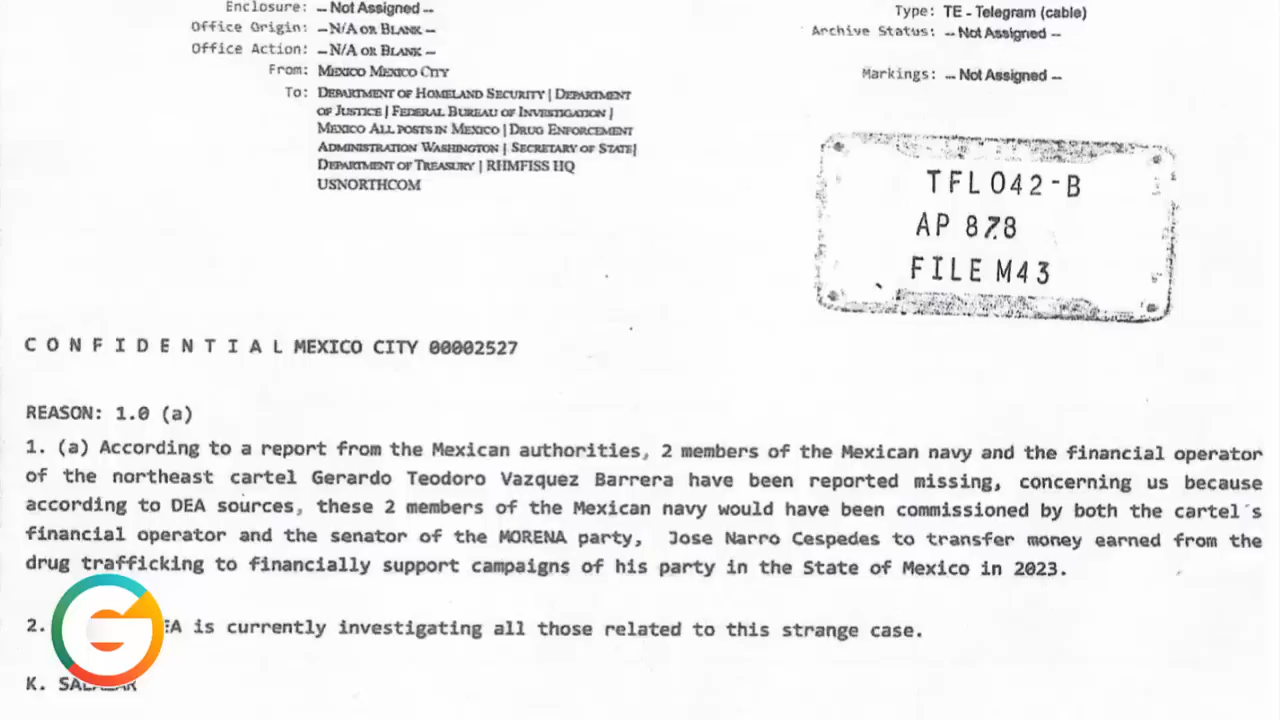 Enclosure: -- Not Assigned --
Office Origin: --N/A OR BLANK --
Office Action: --N/A OR BLANK --
From: MEXICO MEXICO CITY
To: DEPARTMENT OF HOMELAND SECURITY | DEPARTMENT
OF JUSTICE | FEDERAL BUREAU OF INVESTIGATION |
MEXICO ALL POSTS IN MEXICO | DRUG ENFORCEMENT
ADMINISTRATION WASHINGTON | SECRETARY OF STATE|
DEPARTMENT OF TREASURY | RHMFISS HQ
USNORTHCOM
Type: TE - Telegram (cable)
Archive Status: -- Not Assigned --
Markings: -- Not Assigned --
TFL042-B
AP 878
FILE M43
C O N F I D E N T I A L MEXICO CITY 00002527
REASON: 1.0 (a)
1. (a) According to a report from the Mexican authorities, 2 members of the Mexican navy and the financial operator
of the northeast cartel Gerardo Teodoro Vazquez Barrera have been reported missing, concerning us because
according to DEA sources, these 2 members of the Mexican navy would have been commissioned by both the cartel´s
financial operator and the senator of the MORENA party, Jose Narro Cespedes to transfer money earned from the
drug trafficking to financially support campaigns of his party in the State of Mexico in 2023.
2. EA is currently investigating all those related to this strange case.
K. SALAZAR
G